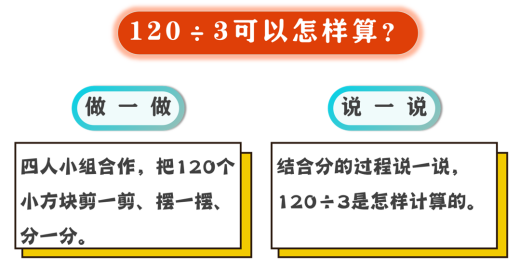 120÷3可以怎样算?
做一做
四人小组合作，把120个
小方块剪一剪、摆一摆、
分一分。
说一说
结合分的过程说一说，
120÷3是怎样计算的。